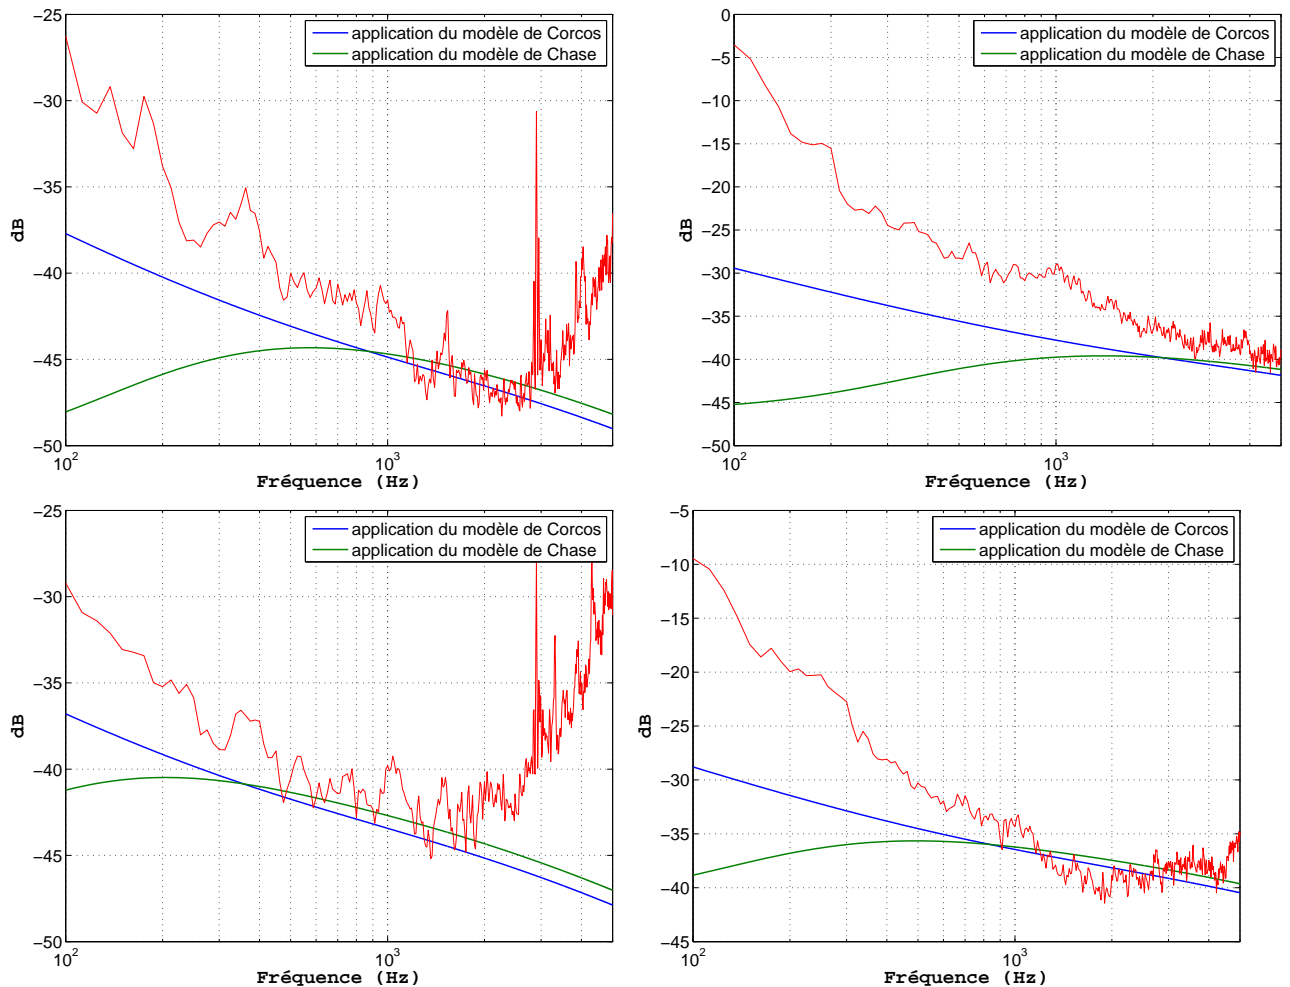 −25
−30
−35
−40
−45
−50
dB
application du modèle de Corcos
application du modèle de Chase
10²
10³
Fréquence (Hz)
0
−5
−10
−15
−20
−25
−30
−35
−40
−45
−50
dB
application du modèle de Corcos
application du modèle de Chase
10²
10³
Fréquence (Hz)
−25
−30
−35
−40
−45
−50
dB
application du modèle de Corcos
application du modèle de Chase
10²
10³
Fréquence (Hz)
−5
−10
−15
−20
−25
−30
−35
−40
−45
dB
application du modèle de Corcos
application du modèle de Chase
10²
10³
Fréquence (Hz)